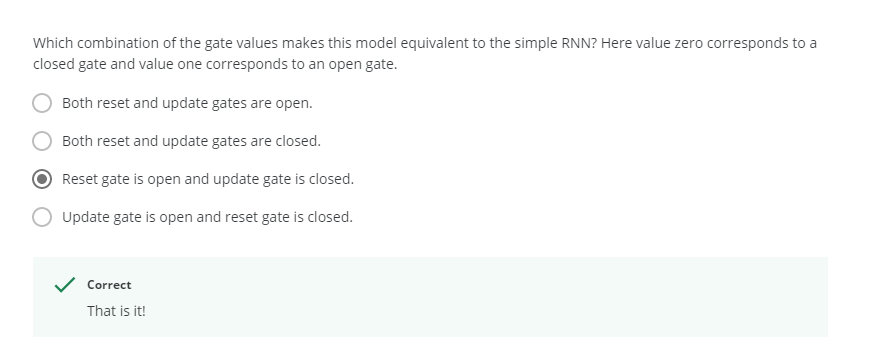 Which combination of the gate values makes this model equivalent to the simple RNN? Here value zero corresponds to a
closed gate and value one corresponds to an open gate.
Both reset and update gates are open.
Both reset and update gates are closed.
Reset gate is open and update gate is closed.
Update gate is open and reset gate is closed.
Correct
That is it!